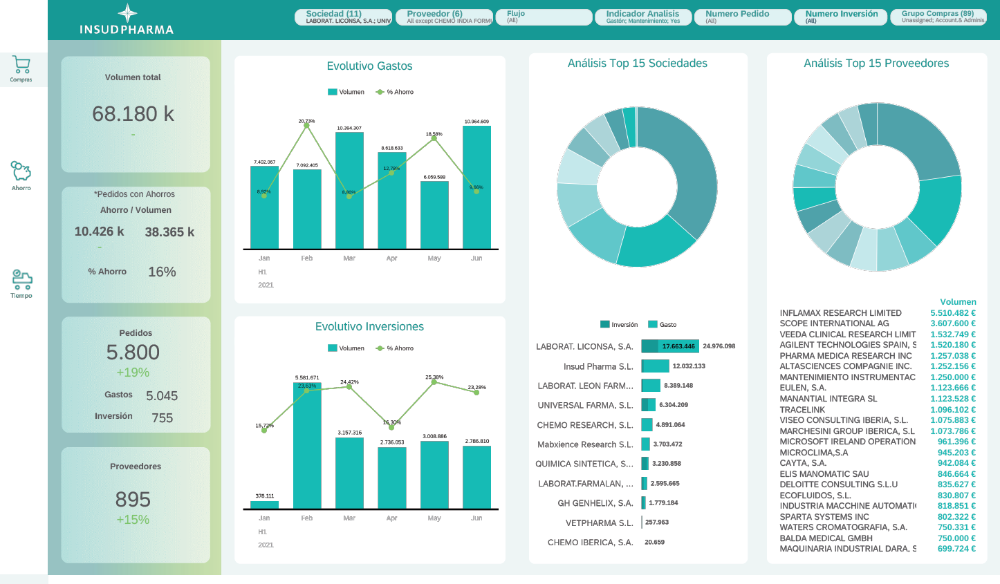 INSUDPHARMA
Sociedad (11)
LABORAT. LICONSA, S.A.; UNIV
Proveedor (6)
All except CHEMO INDIA FORMU
Flujo
(All)
Indicador Analisis
Gastón; Mantenimiento; Yes
Numero Pedido
(All)
Numero Inversión
(All)
Grupo Compras (89)
Unassigned; Account.& Adminis.
Compras
Ahorro
Tiempo
Volumen total
68.180 k
-
*Pedidos con Ahorros
Ahorro / Volumen
10.426 k 38.365 k
-
% Ahorro 16%
Pedidos
5.800
+19%
Gastos 5.045
Inversión 755
Proveedores
895
+15%
Evolutivo Gastos
Volumen % Ahorro
20,73%
10.394.307
10.964.609
18,58%
8.618.633
7.402.067
7.092.405
12,78%
6.059.588
8,92%
8,80%
9,66%
Jan Feb Mar Apr May Jun
H1
2021
Evolutivo Inversiones
Volumen % Ahorro
5.581.671
23,63%
24,42%
25,38%
23,28%
15,72%
16,30%
3.157.316
2.736.053
3.008.886
2.786.810
378.111
Jan Feb Mar Apr May Jun
H1
2021
Análisis Top 15 Sociedades
Inversión Gasto
LABORAT. LICONSA, S.A. 17.663.446 24.976.098
Insud Pharma S.L. 12.032.133
LABORAT. LEON FARM... 8.389.148
UNIVERSAL FARMA, S.L. 6.304.209
CHEMO RESEARCH, S.L. 4.891.064
Mabxience Research S.L. 3.703.472
QUIMICA SINTETICA, S... 3.230.858
LABORAT.FARMALAN, ... 2.595.665
GH GENHELIX, S.A. 1.779.184
VETPHARMA S.L. 257.963
CHEMO IBERICA, S.A. 20.659
Análisis Top 15 Proveedores
Volumen
INFLAMAX RESEARCH LIMITED 5.510.482 €
SCOPE INTERNATIONAL AG 3.607.600 €
VEEDA CLINICAL RESEARCH LIMIT 1.532.749 €
AGILENT TECHNOLOGIES SPAIN, S 1.520.180 €
PHARMA MEDICA RESEARCH INC 1.257.038 €
ALTASCIENCES COMPAGNIE INC. 1.252.156 €
MANTENIMIENTO INSTRUMENTAC 1.250.000 €
EULEN, S.A. 1.123.666 €
MANANTIAL INTEGRA SL 1.123.528 €
TRACELINK 1.096.102 €
VISEO CONSULTING IBERIA, S.L. 1.075.883 €
MARCHESINI GROUP IBERICA, S.L 1.073.786 €
MICROSOFT IRELAND OPERATION 961.396 €
MICROCLIMA,S.A 945.203 €
CAYTA, S.A. 942.084 €
ELIS MANOMATIC SAU 846.664 €
DELOITTE CONSULTING S.L.U 835.627 €
ECOFLUIDOS, S.L. 830.807 €
INDUSTRIA MACCHINE AUTOMATI 818.851 €
SPARTA SYSTEMS INC 802.322 €
WATERS CROMATOGRAFIA, S.A. 750.331 €
BALDA MEDICAL GMBH 750.000 €
MAQUINARIA INDUSTRIAL DARA, S 699.724 €